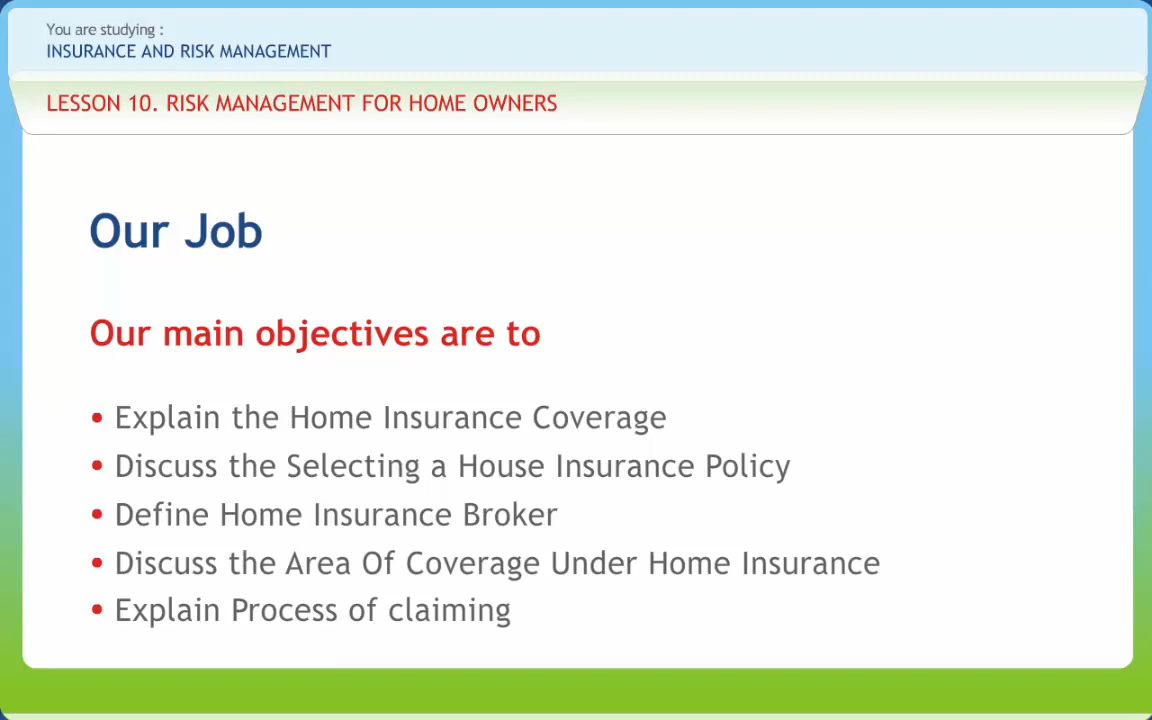 You are studying :
INSURANCE AND RISK MANAGEMENT
LESSON 10. RISK MANAGEMENT FOR HOME OWNERS
Our Job
Our main objectives are to
• Explain the Home Insurance Coverage
• Discuss the Selecting a House Insurance Policy
• Define Home Insurance Broker
• Discuss the Area Of Coverage Under Home Insurance
• Explain Process of claiming